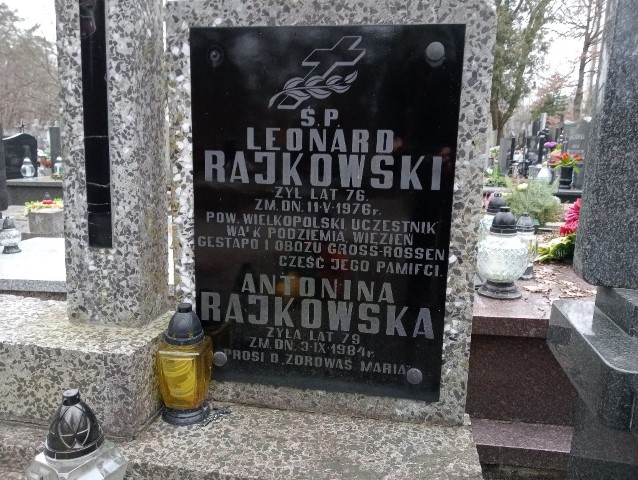 Ś.P.
LEONARD
RAJKOWSKI
ŻYŁ LAT 76.
ZM. DN. 11-V-1976r.
POW. WIELKOPOLSKI UCZESTNIK
WALK PODZIEMIA, WIĘZIEŃ
GESTAPO I OBOZU GROSS-ROSSEN
CZEŚĆ JEGO PAMIĘCI.
ANTONINA
RAJKOWSKA
ŻYŁA LAT 79
ZM. DN. 3-IX-1984r.
PROSI O „ZDROWAŚ MARIA"